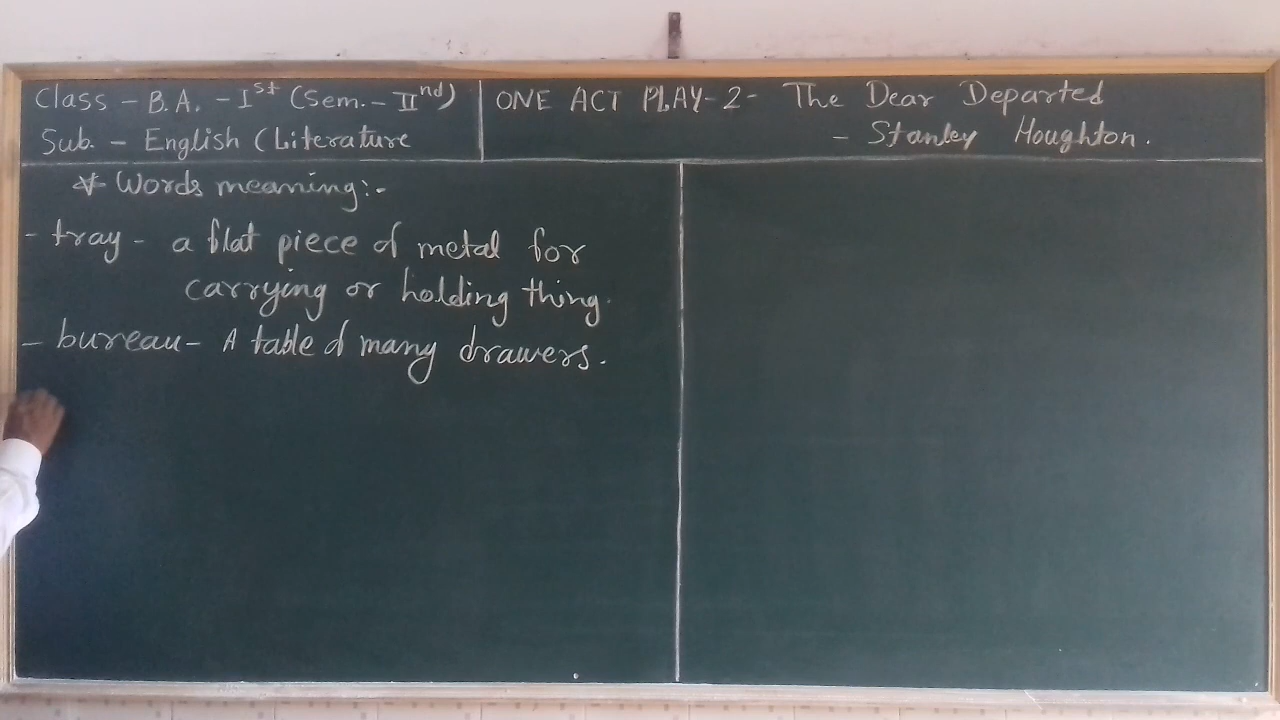 Class - B.A. - Ist (Sem. - IInd)
Sub. - English (Literature
ONE ACT PLAY-2- The Dear Departed
- Stanley Houghton.
* Words meaning:-
- tray - a flat piece of metal for
carrying or holding thing.
- bureau - A table of many drawers.